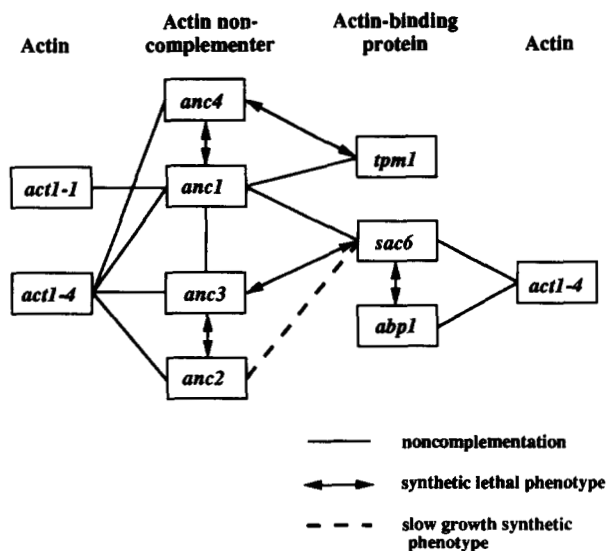 Actin
Actin non-
complementer
Actin-binding
protein
Actin
anc4
tpm1
act1-1
anc1
sac6
act1-4
anc3
act1-4
abp1
anc2
noncomplementation
synthetic lethal phenotype
slow growth synthetic
phenotype